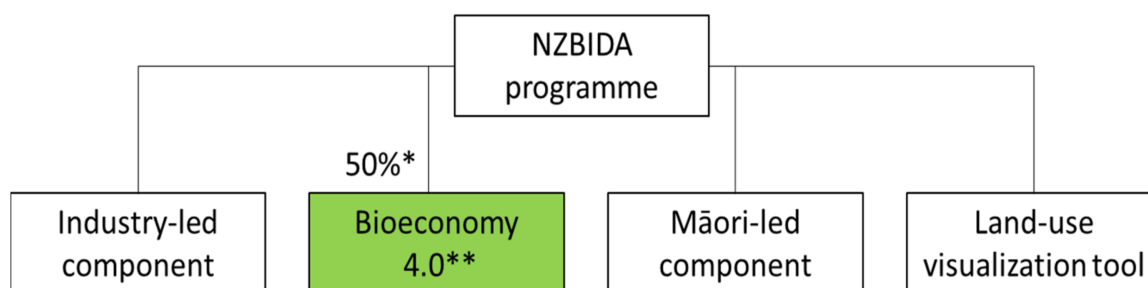 NZBIDA
programme
50%*
Industry-led
component
Bioeconomy
4.0**
Māori-led
component
Land-use
visualization tool